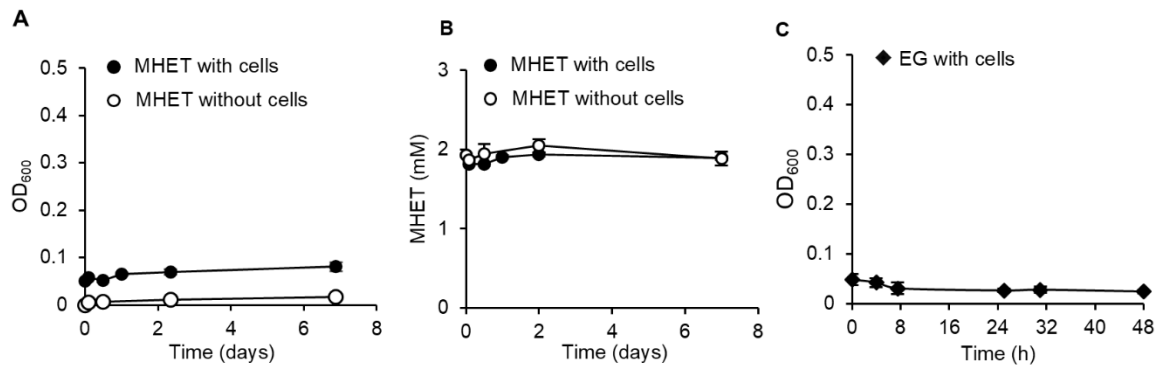 A
MHET with cells
MHET without cells
OD600
0.5
0.4
0.3
0.2
0.1
0
0 2 4 6 8
Time (days)
B
MHET with cells
MHET without cells
MHET (mM)
3
2
1
0
0 2 4 6 8
Time (days)
C
EG with cells
OD600
0.5
0.4
0.3
0.2
0.1
0
0 8 16 24 32 40 48
Time (h)